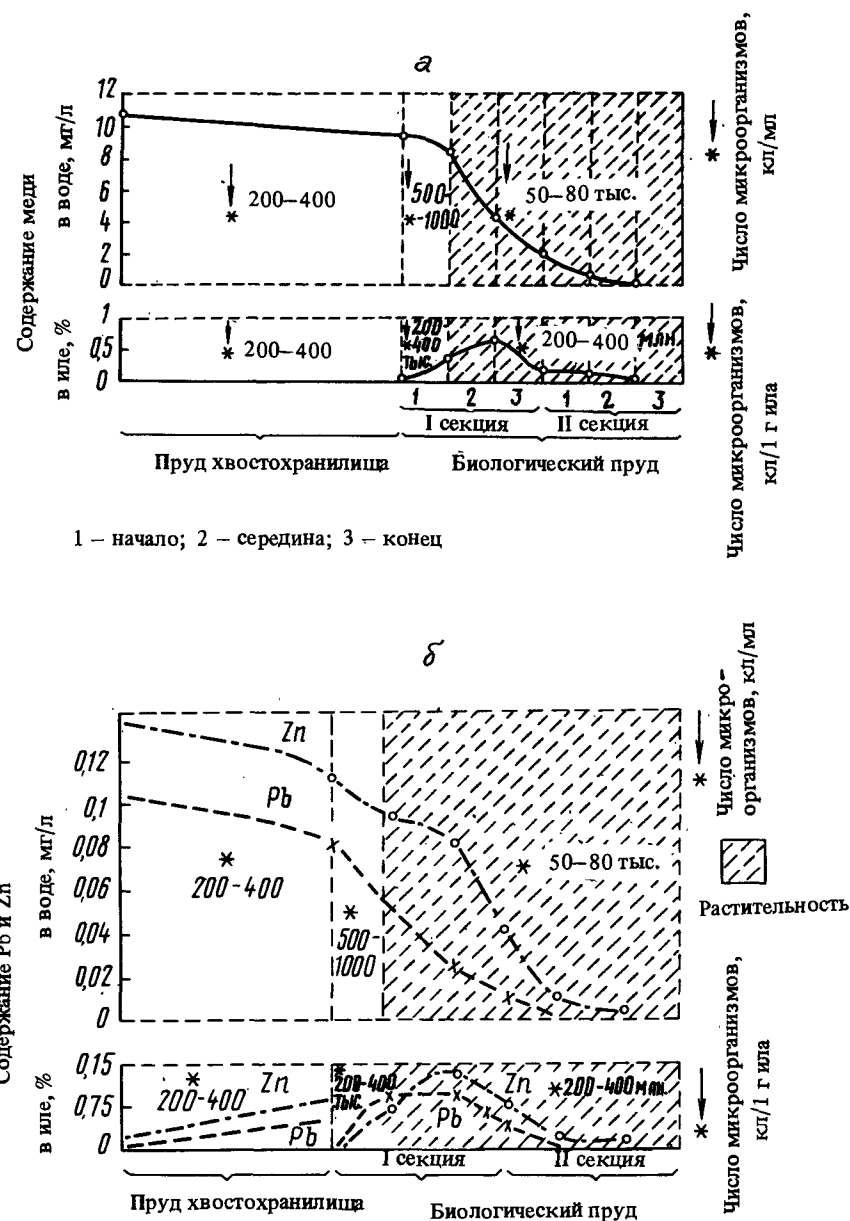 а
Содержание меди
в воде, мг/л
12
10
8
6
4
2
0
* 200–400
500-
*-1000
* 50–80 тыс.
Число микроорганизмов,
кл/мл
*
в иле, %
1
0,5
0
* 200–400
200-
*400
тыс.
* 200–400 млн.
Число микроорганизмов,
кл/1 г ила
*
1 2 3 1 2 3
I секция II секция
Пруд хвостохранилища Биологический пруд
1 – начало; 2 – середина; 3 – конец
б
Содержание Pb и Zn
в воде, мг/л
0,12
0,1
0,08
0,06
0,04
0,02
0
Zn
Pb
*
200-400
*
500-
1000
* 50–80 тыс.
Число микро-
организмов, кл/мл
*
Растительность
в иле, %
0,15
0,75
0
*
200-400 Zn
Pb
*
200-400
тыс.
Zn
Pb
*200-400 млн.
Число микроорганизмов,
кл/1 г ила
*
I секция II секция
Пруд хвостохранилища Биологический пруд